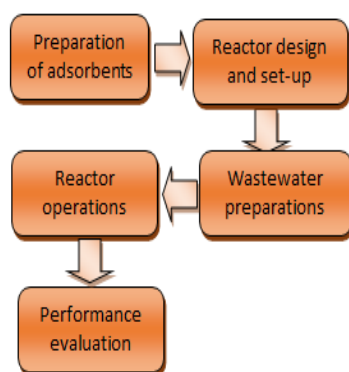 Preparation
of adsorbents
Reactor design
and set-up
Wastewater
preparations
Reactor
operations
Performance
evaluation